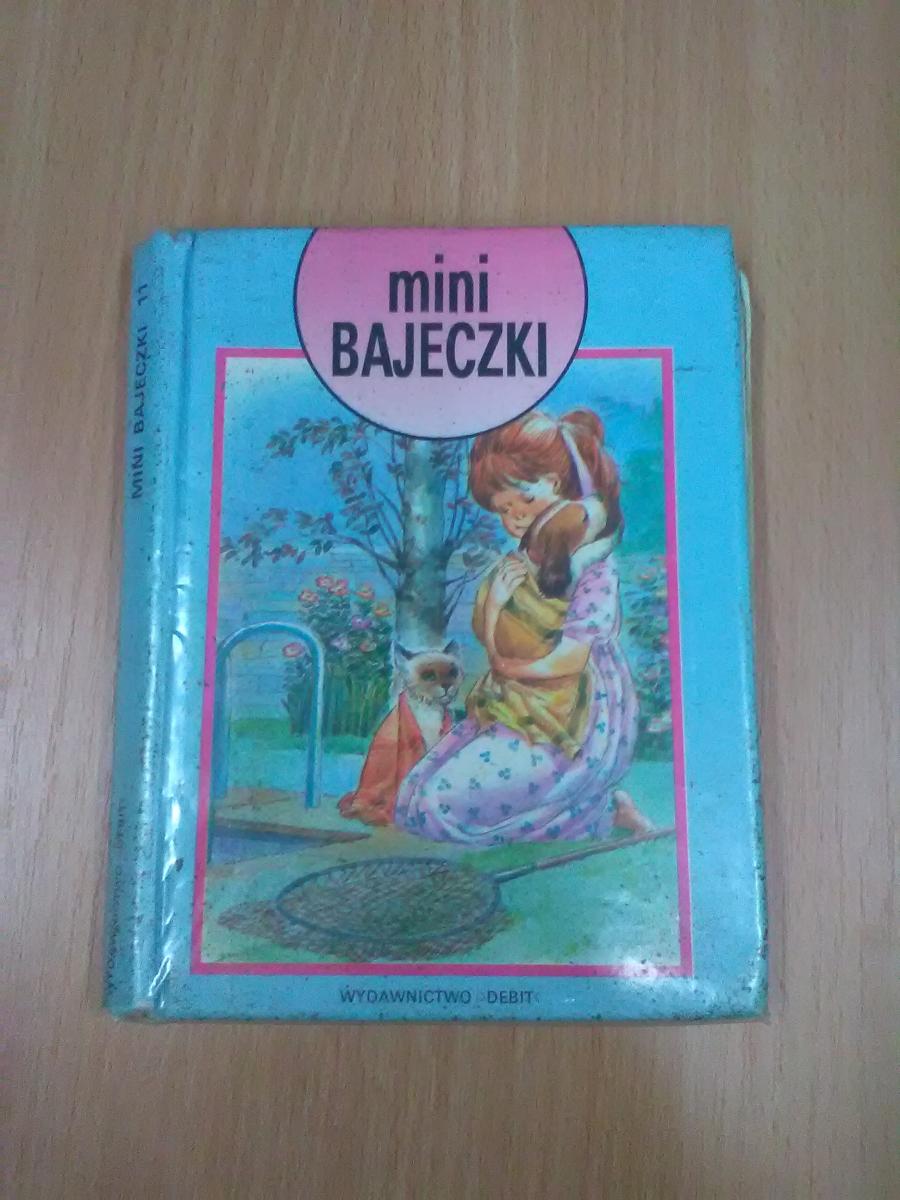 mini
BAJECZKI
MINI BAJECZKI 11
WYDAWNICTWO »DEBIT«